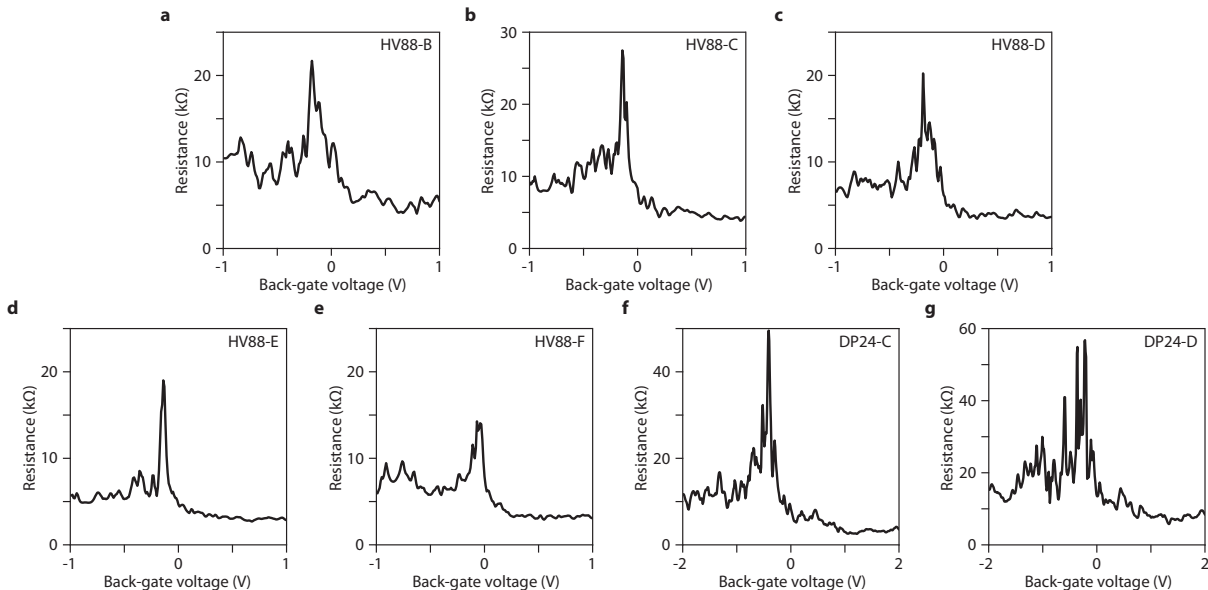 a
HV88-B
Resistance (kΩ)
20
10
0
-1
0
1
Back-gate voltage (V)
b
HV88-C
Resistance (kΩ)
30
20
10
0
-1
0
1
Back-gate voltage (V)
c
HV88-D
Resistance (kΩ)
20
10
0
-1
0
1
Back-gate voltage (V)
d
HV88-E
Resistance (kΩ)
20
10
0
-1
0
1
Back-gate voltage (V)
e
HV88-F
Resistance (kΩ)
20
10
0
-1
0
1
Back-gate voltage (V)
f
DP24-C
Resistance (kΩ)
40
20
0
-2
0
2
Back-gate voltage (V)
g
DP24-D
Resistance (kΩ)
60
40
20
0
-2
0
2
Back-gate voltage (V)